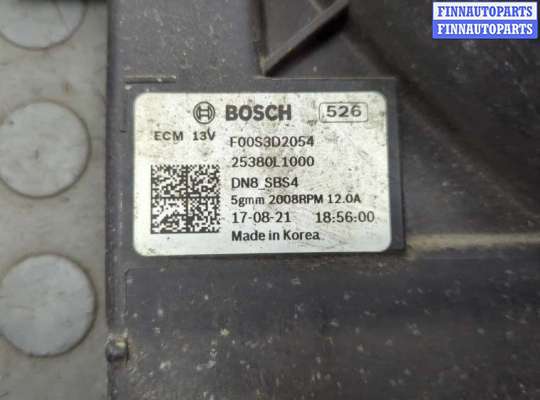 FINNAUTOPARTS
FINNAUTOPARTS
BOSCH 526
ECM 13V F00S3D2054
25380L1000
DN8_SBS4
5gmm 2008RPM 12.0A
17-08-21 18:56:00
Made in Korea